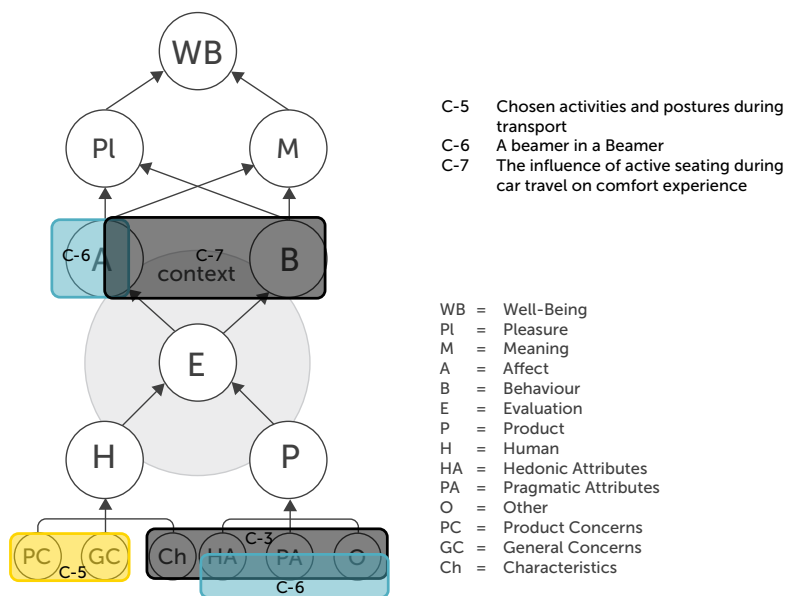 WB
Pl
M
A
B
C-6
C-7
context
E
H
P
PC
GC
Ch
HA
PA
O
C-5
C-3
C-6
C-5 Chosen activities and postures during
transport
C-6 A beamer in a Beamer
C-7 The influence of active seating during
car travel on comfort experience
WB = Well-Being
Pl = Pleasure
M = Meaning
A = Affect
B = Behaviour
E = Evaluation
P = Product
H = Human
HA = Hedonic Attributes
PA = Pragmatic Attributes
O = Other
PC = Product Concerns
GC = General Concerns
Ch = Characteristics